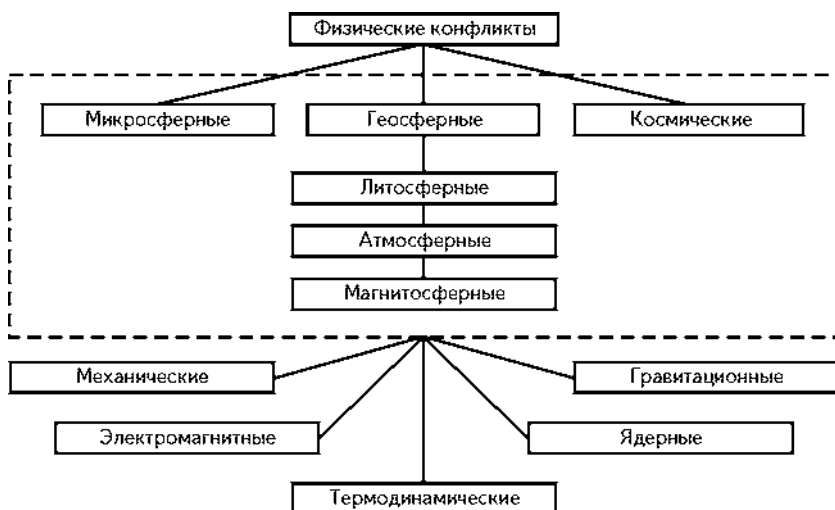 Физические конфликты
Микросферные
Геосферные
Космические
Литосферные
Атмосферные
Магнитосферные
Механические
Гравитационные
Электромагнитные
Ядерные
Термодинамические